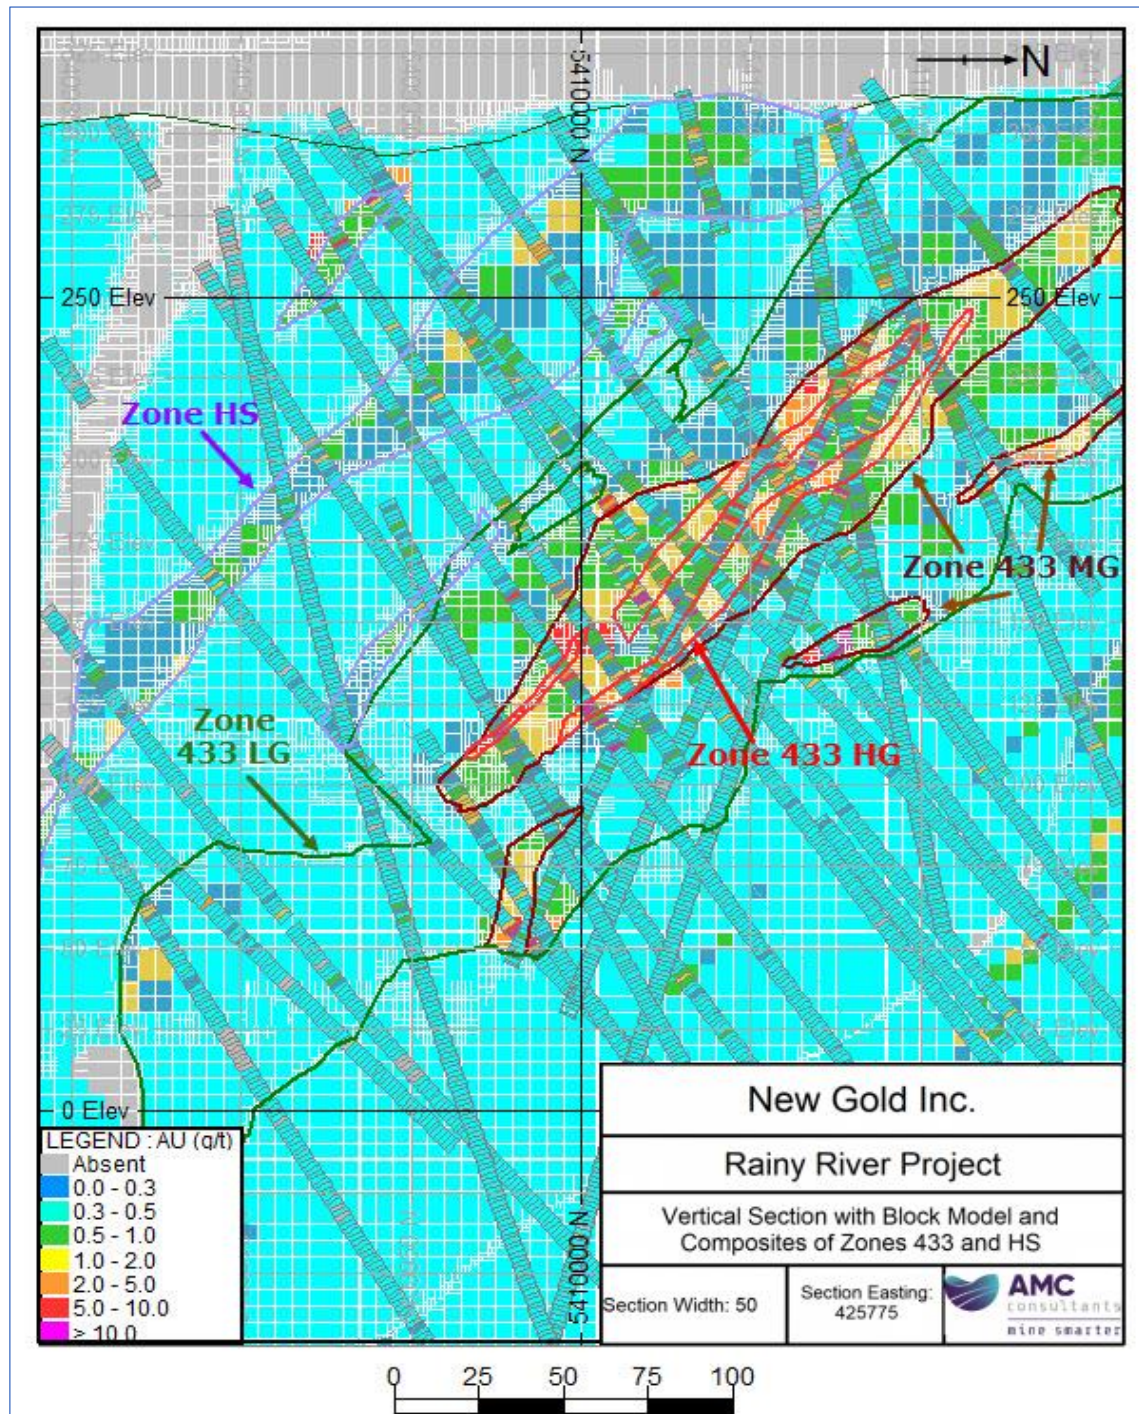 5410000 N
N
250 Elev
250 Elev
Zone HS
Zone 433 MG
Zone
433 LG
Zone 433 HG
50 Elev
0 Elev
LEGEND : AU (g/t)
Absent
0.0 - 0.3
0.3 - 0.5
0.5 - 1.0
1.0 - 2.0
2.0 - 5.0
5.0 - 10.0
> 10.0
5410000 N
New Gold Inc.
Rainy River Project
Vertical Section with Block Model and
Composites of Zones 433 and HS
Section Width: 50
Section Easting:
425775
AMC
consultants
mine smarter
0 25 50 75 100